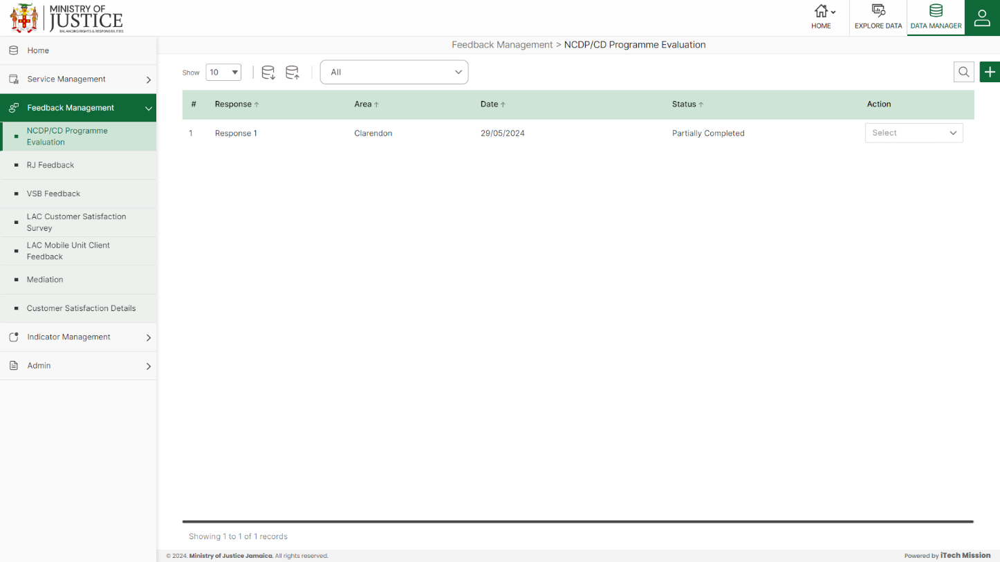 MINISTRY OF
JUSTICE
BALANCING RIGHTS & RESPONSIBILITIES
HOME
EXPLORE DATA
DATA MANAGER
Home
Service Management
Feedback Management
NCDP/CD Programme
Evaluation
RJ Feedback
VSB Feedback
LAC Customer Satisfaction
Survey
LAC Mobile Unit Client
Feedback
Mediation
Customer Satisfaction Details
Indicator Management
Admin
Feedback Management > NCDP/CD Programme Evaluation
Show 10 All
# Response ↑ Area ↑ Date ↑ Status ↑ Action
1 Response 1 Clarendon 29/05/2024 Partially Completed Select
Showing 1 to 1 of 1 records
© 2024. Ministry of Justice Jamaica. All rights reserved.
Powered by iTech Mission